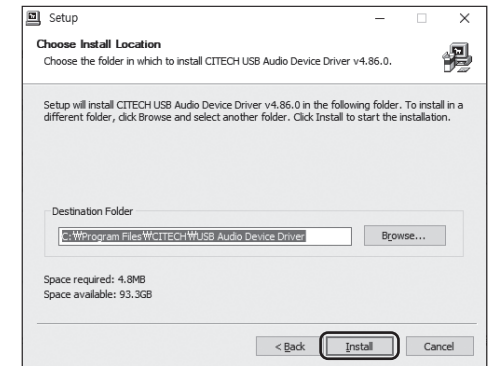 Setup
Choose Install Location
Choose the folder in which to install CITECH USB Audio Device Driver v4.86.0.
Setup will install CITECH USB Audio Device Driver v4.86.0 in the following folder. To install in a
different folder, click Browse and select another folder. Click Install to start the installation.
Destination Folder
C:₩Program Files₩CITECH₩USB Audio Device Driver
Browse...
Space required: 4.8MB
Space available: 93.3GB
< Back
Install
Cancel